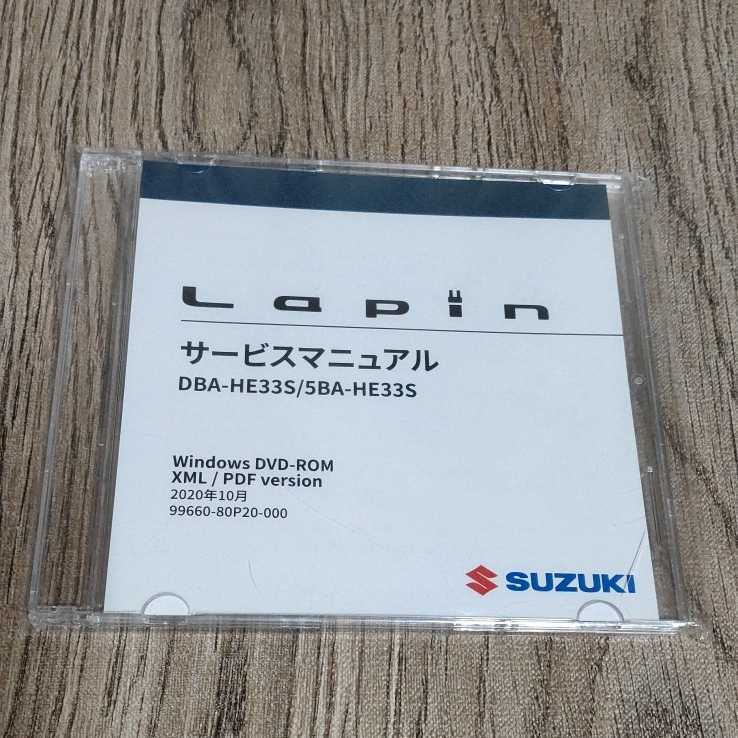 Lapin
サービスマニュアル
DBA-HE33S/5BA-HE33S
Windows DVD-ROM
XML / PDF version
2020年10月
99660-80P20-000
SUZUKI